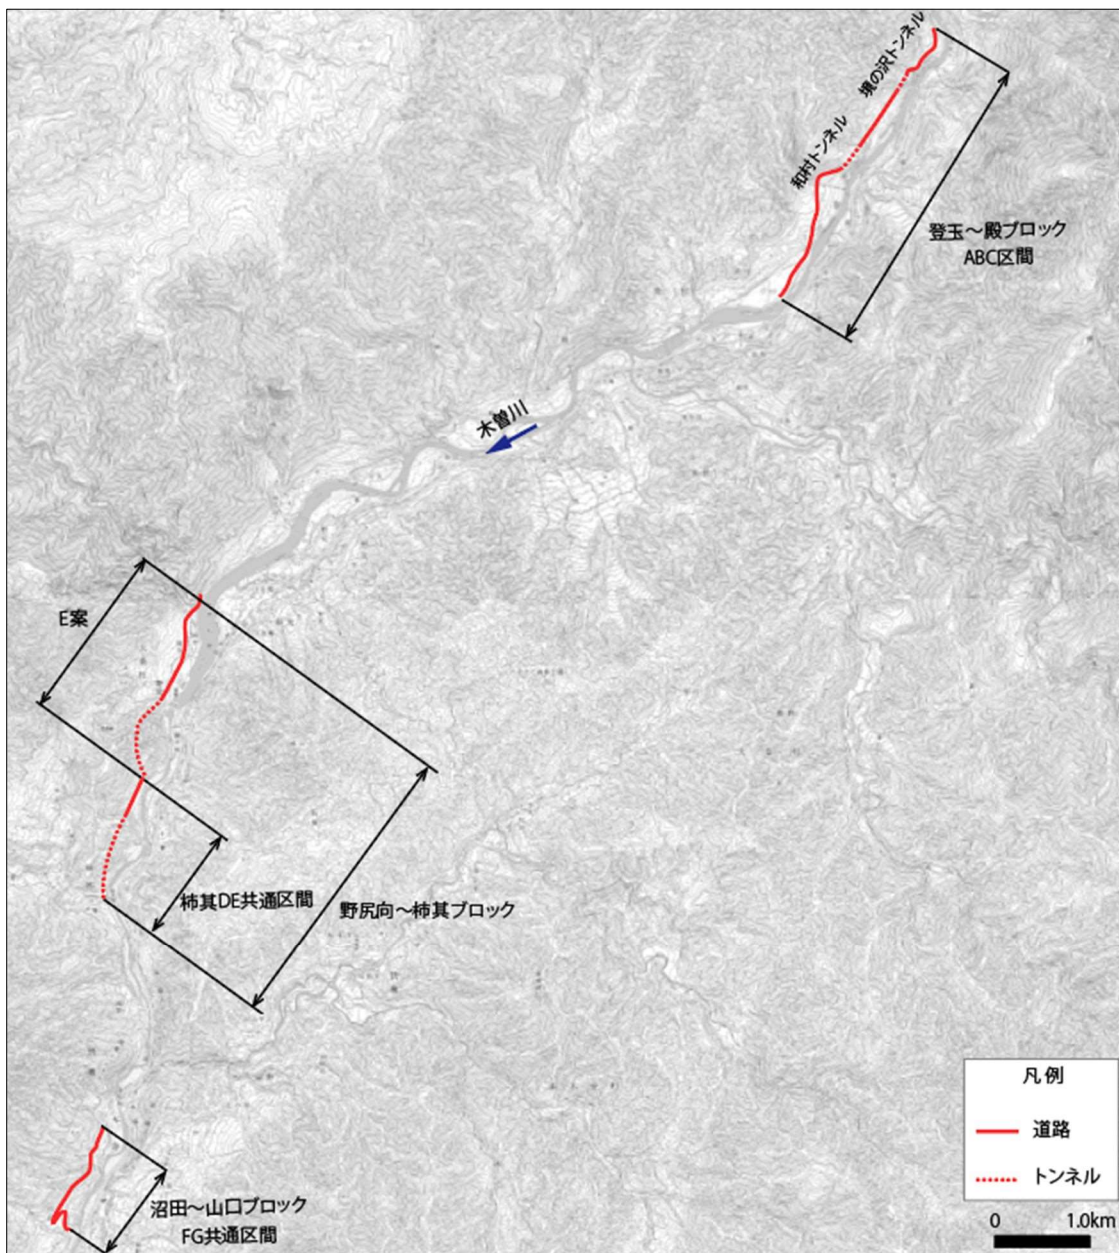 境の沢トンネル
和村トンネル
登玉～殿ブロック
ABC区間
木曽川
E案
柿其DE共通区間
野尻向～柿其ブロック
沼田～山口ブロック
FG共通区間
凡例
道路
トンネル
0 1.0km